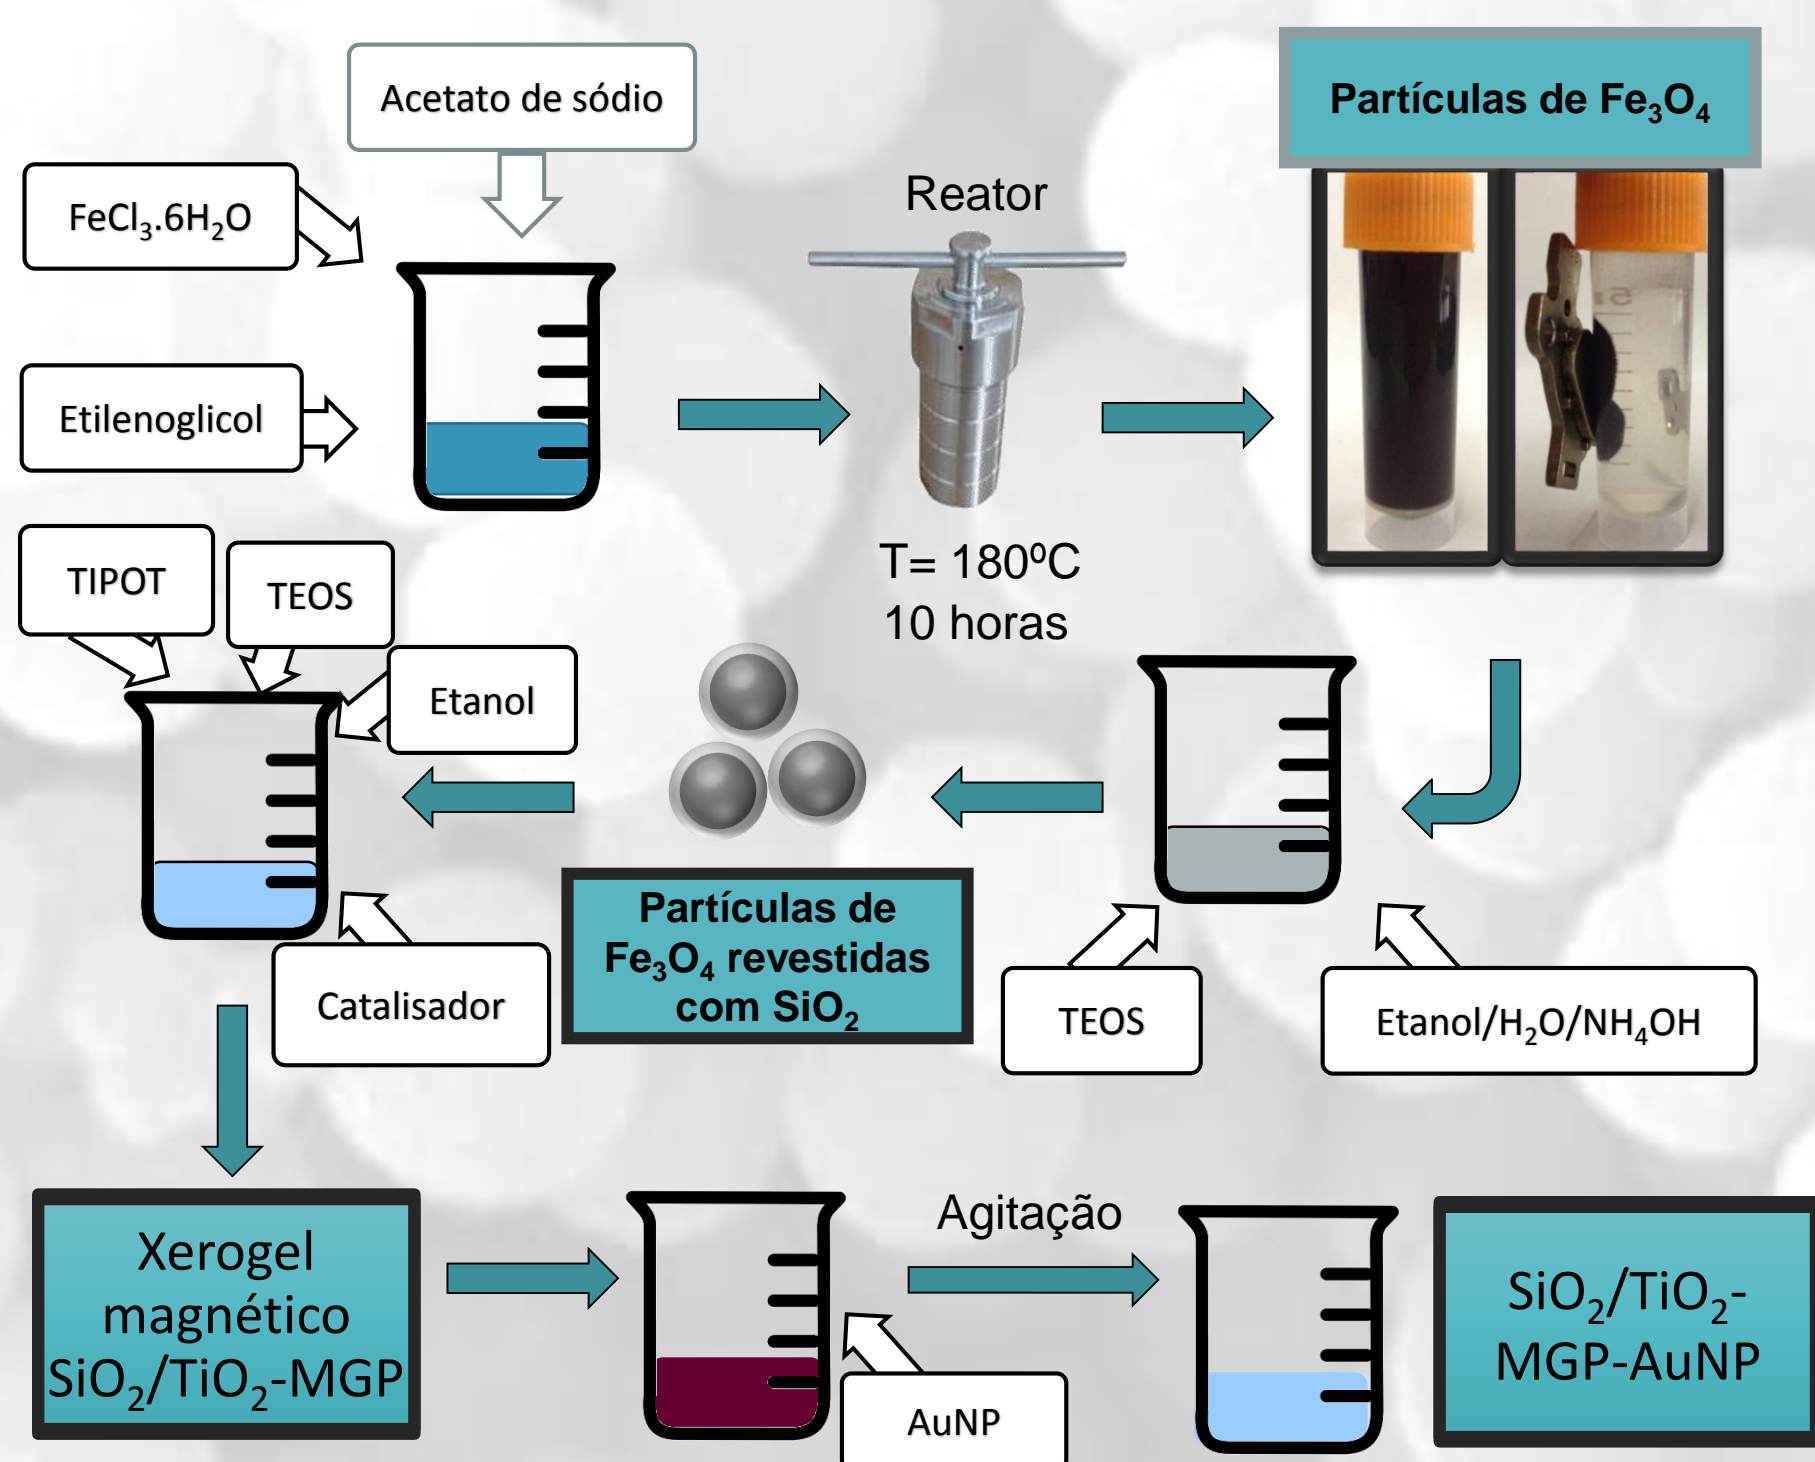 Acetato de sódio
Partículas de Fe₃O₄
FeCl₃.6H₂O
Reator
Etilenoglicol
T= 180ºC
10 horas
TIPOT
TEOS
Etanol
Partículas de
Fe₃O₄ revestidas
com SiO₂
Catalisador
TEOS
Etanol/H₂O/NH₄OH
Xerogel
magnético
SiO₂/TiO₂-MGP
Agitação
AuNP
SiO₂/TiO₂-
MGP-AuNP